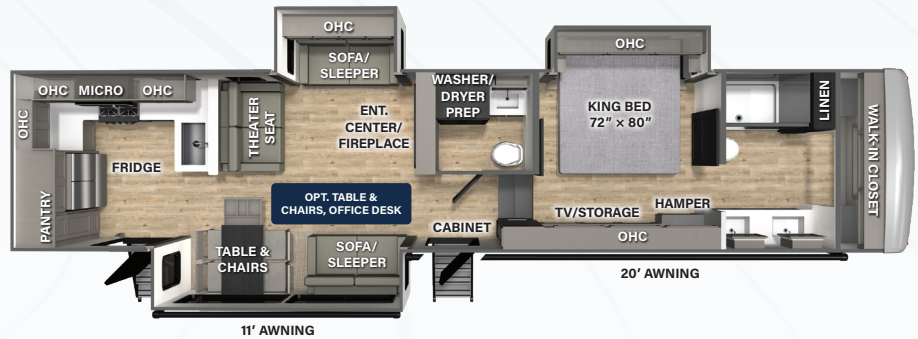 OHC
SOFA/
SLEEPER
OHC
MICRO
OHC
OHC
FRIDGE
PANTRY
THEATER
SEAT
ENT.
CENTER/
FIREPLACE
WASHER/
DRYER
PREP
OHC
KING BED
72" × 80"
LINEN
WALK-IN CLOSET
OPT. TABLE &
CHAIRS, OFFICE DESK
CABINET
TV/STORAGE
HAMPER
OHC
TABLE &
CHAIRS
SOFA/
SLEEPER
20' AWNING
11' AWNING